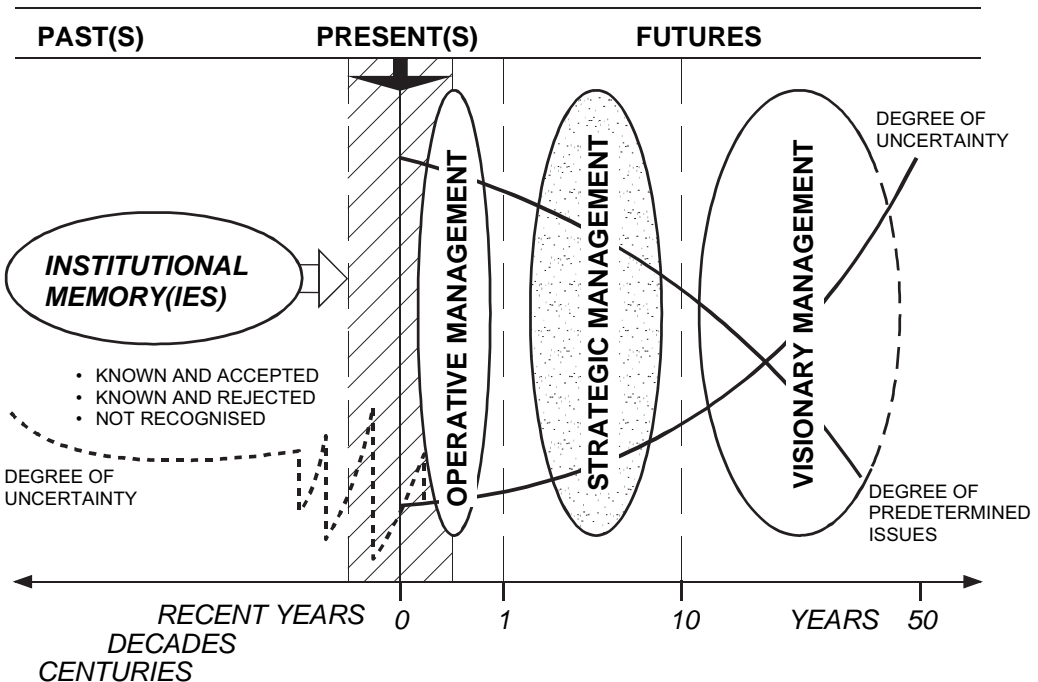 PAST(S) PRESENT(S) FUTURES
DEGREE OF
UNCERTAINTY
INSTITUTIONAL
MEMORY(IES)
• KNOWN AND ACCEPTED
• KNOWN AND REJECTED
• NOT RECOGNISED
DEGREE OF
UNCERTAINTY
OPERATIVE MANAGEMENT
STRATEGIC MANAGEMENT
VISIONARY MANAGEMENT
DEGREE OF
PREDETERMINED
ISSUES
RECENT YEARS 0 1 10 YEARS 50
DECADES
CENTURIES